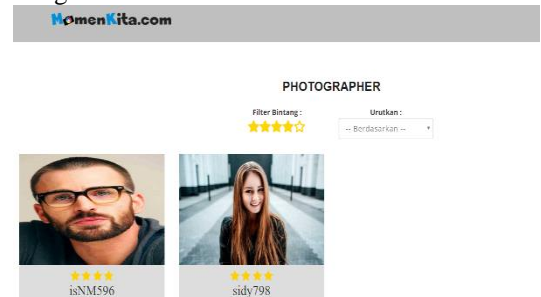 MomenKita.com
PHOTOGRAPHER
Filter Bintang :
Urutkan :
-- Berdasarkan --
isNM596
sidy798